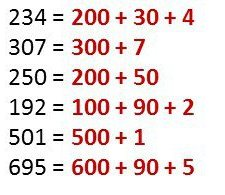 234 = 200 + 30 + 4
307 = 300 + 7
250 = 200 + 50
192 = 100 + 90 + 2
501 = 500 + 1
695 = 600 + 90 + 5